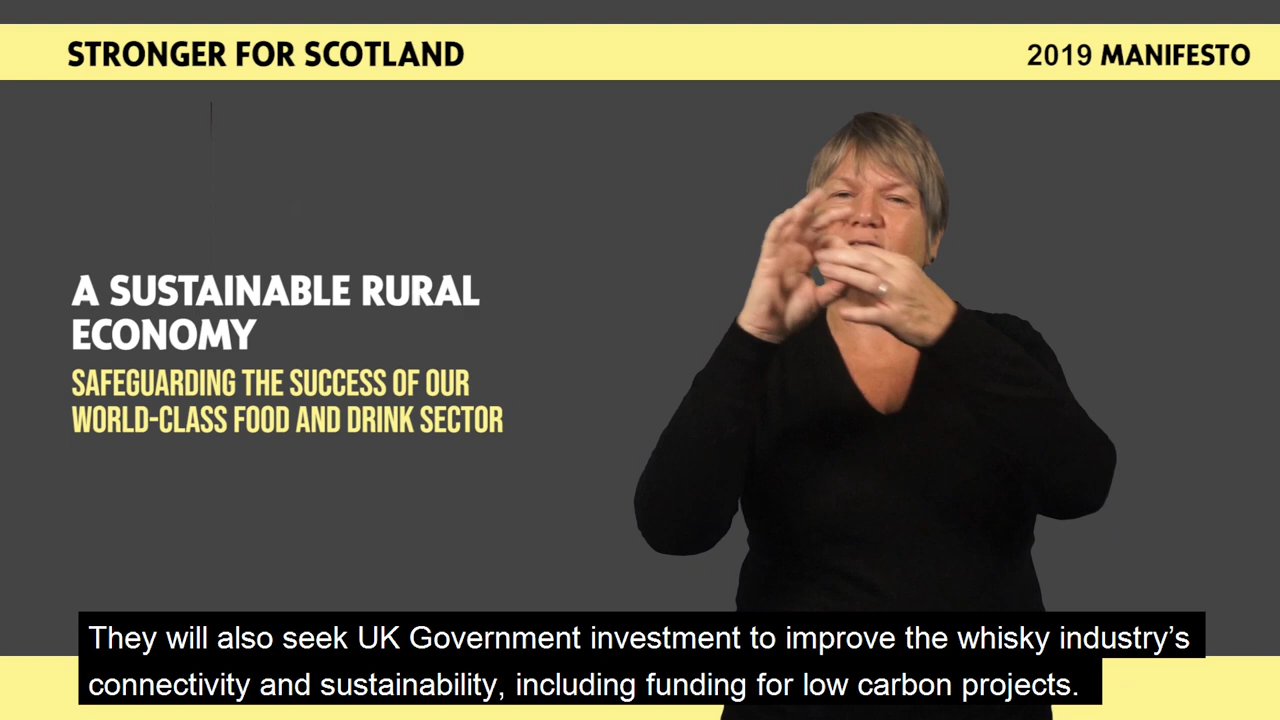 STRONGER FOR SCOTLAND
2019 MANIFESTO
A SUSTAINABLE RURAL
ECONOMY
SAFEGUARDING THE SUCCESS OF OUR
WORLD-CLASS FOOD AND DRINK SECTOR
They will also seek UK Government investment to improve the whisky industry’s
connectivity and sustainability, including funding for low carbon projects.